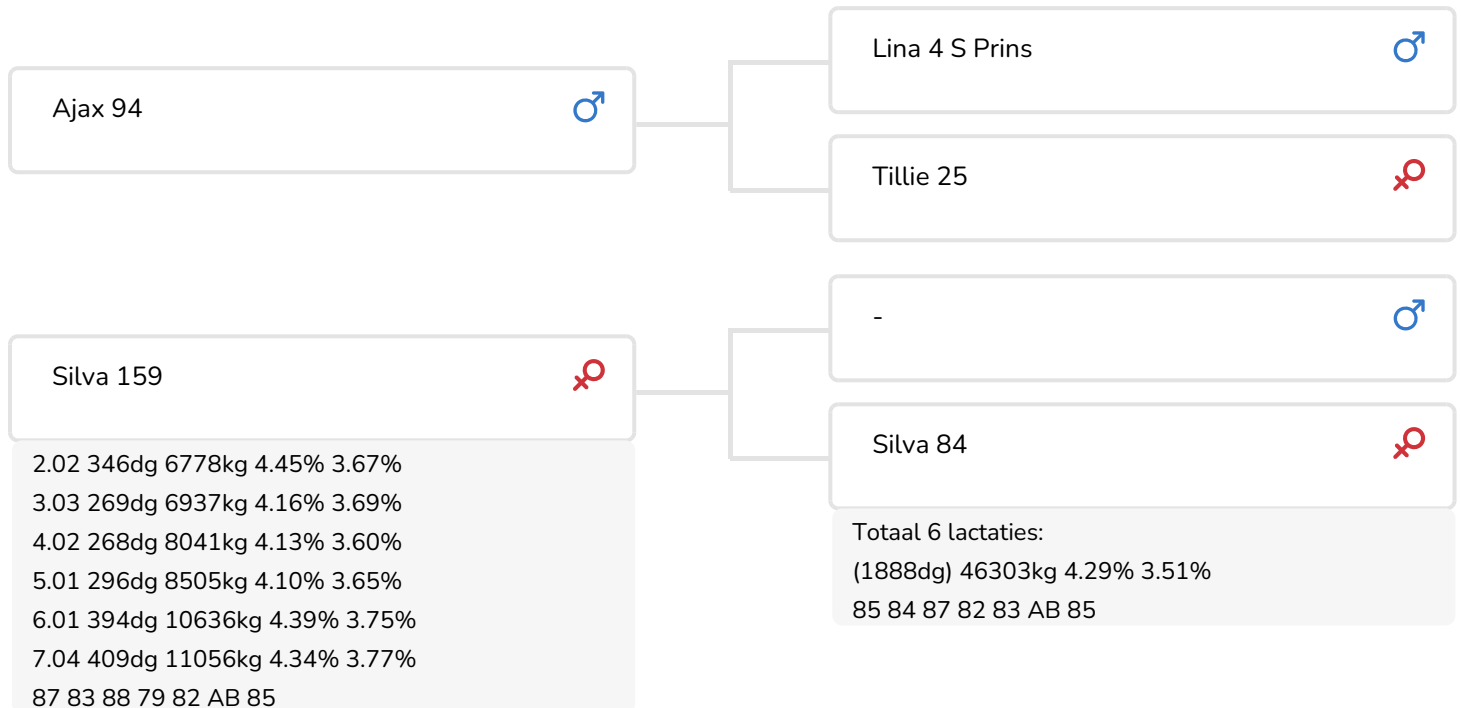 Lina 4 S Prins
Ajax 94
Tillie 25
-
Silva 159
Silva 84
2.02 346dg 6778kg 4.45% 3.67%
3.03 269dg 6937kg 4.16% 3.69%
4.02 268dg 8041kg 4.13% 3.60%
5.01 296dg 8505kg 4.10% 3.65%
6.01 394dg 10636kg 4.39% 3.75%
7.04 409dg 11056kg 4.34% 3.77%
87 83 88 79 82 AB 85
Totaal 6 lactaties:
(1888dg) 46303kg 4.29% 3.51%
85 84 87 82 83 AB 85